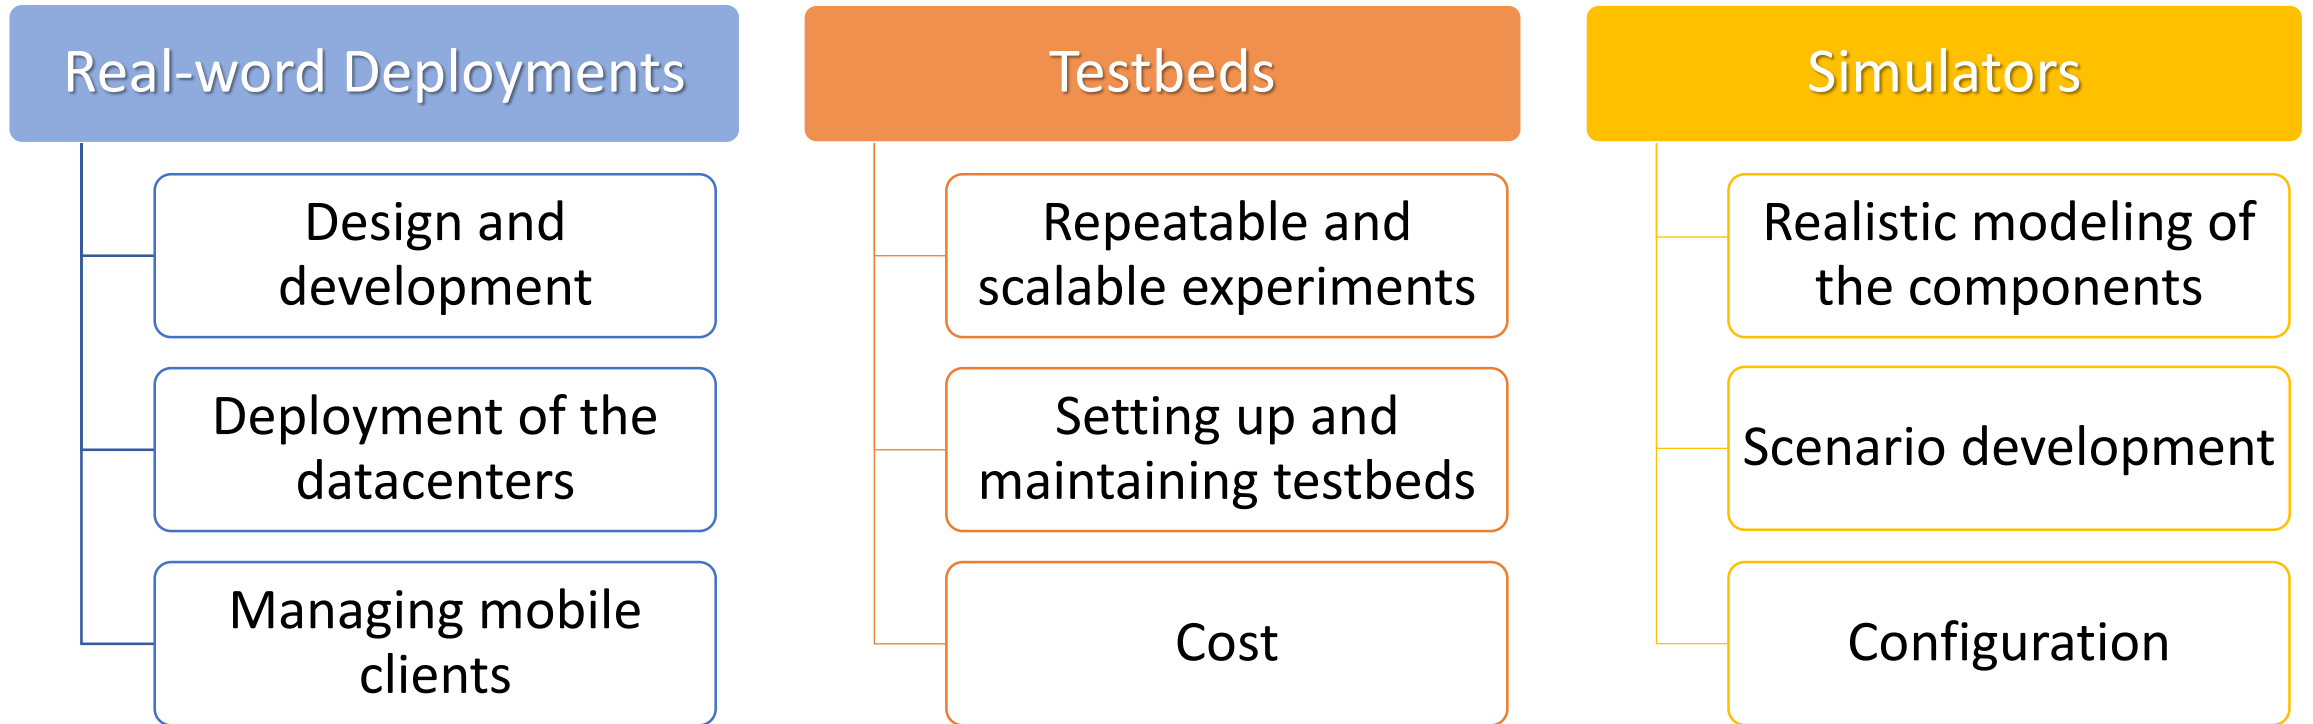 Real-word Deployments
Design and
development
Deployment of the
datacenters
Managing mobile
clients
Testbeds
Repeatable and
scalable experiments
Setting up and
maintaining testbeds
Cost
Simulators
Realistic modeling of
the components
Scenario development
Configuration